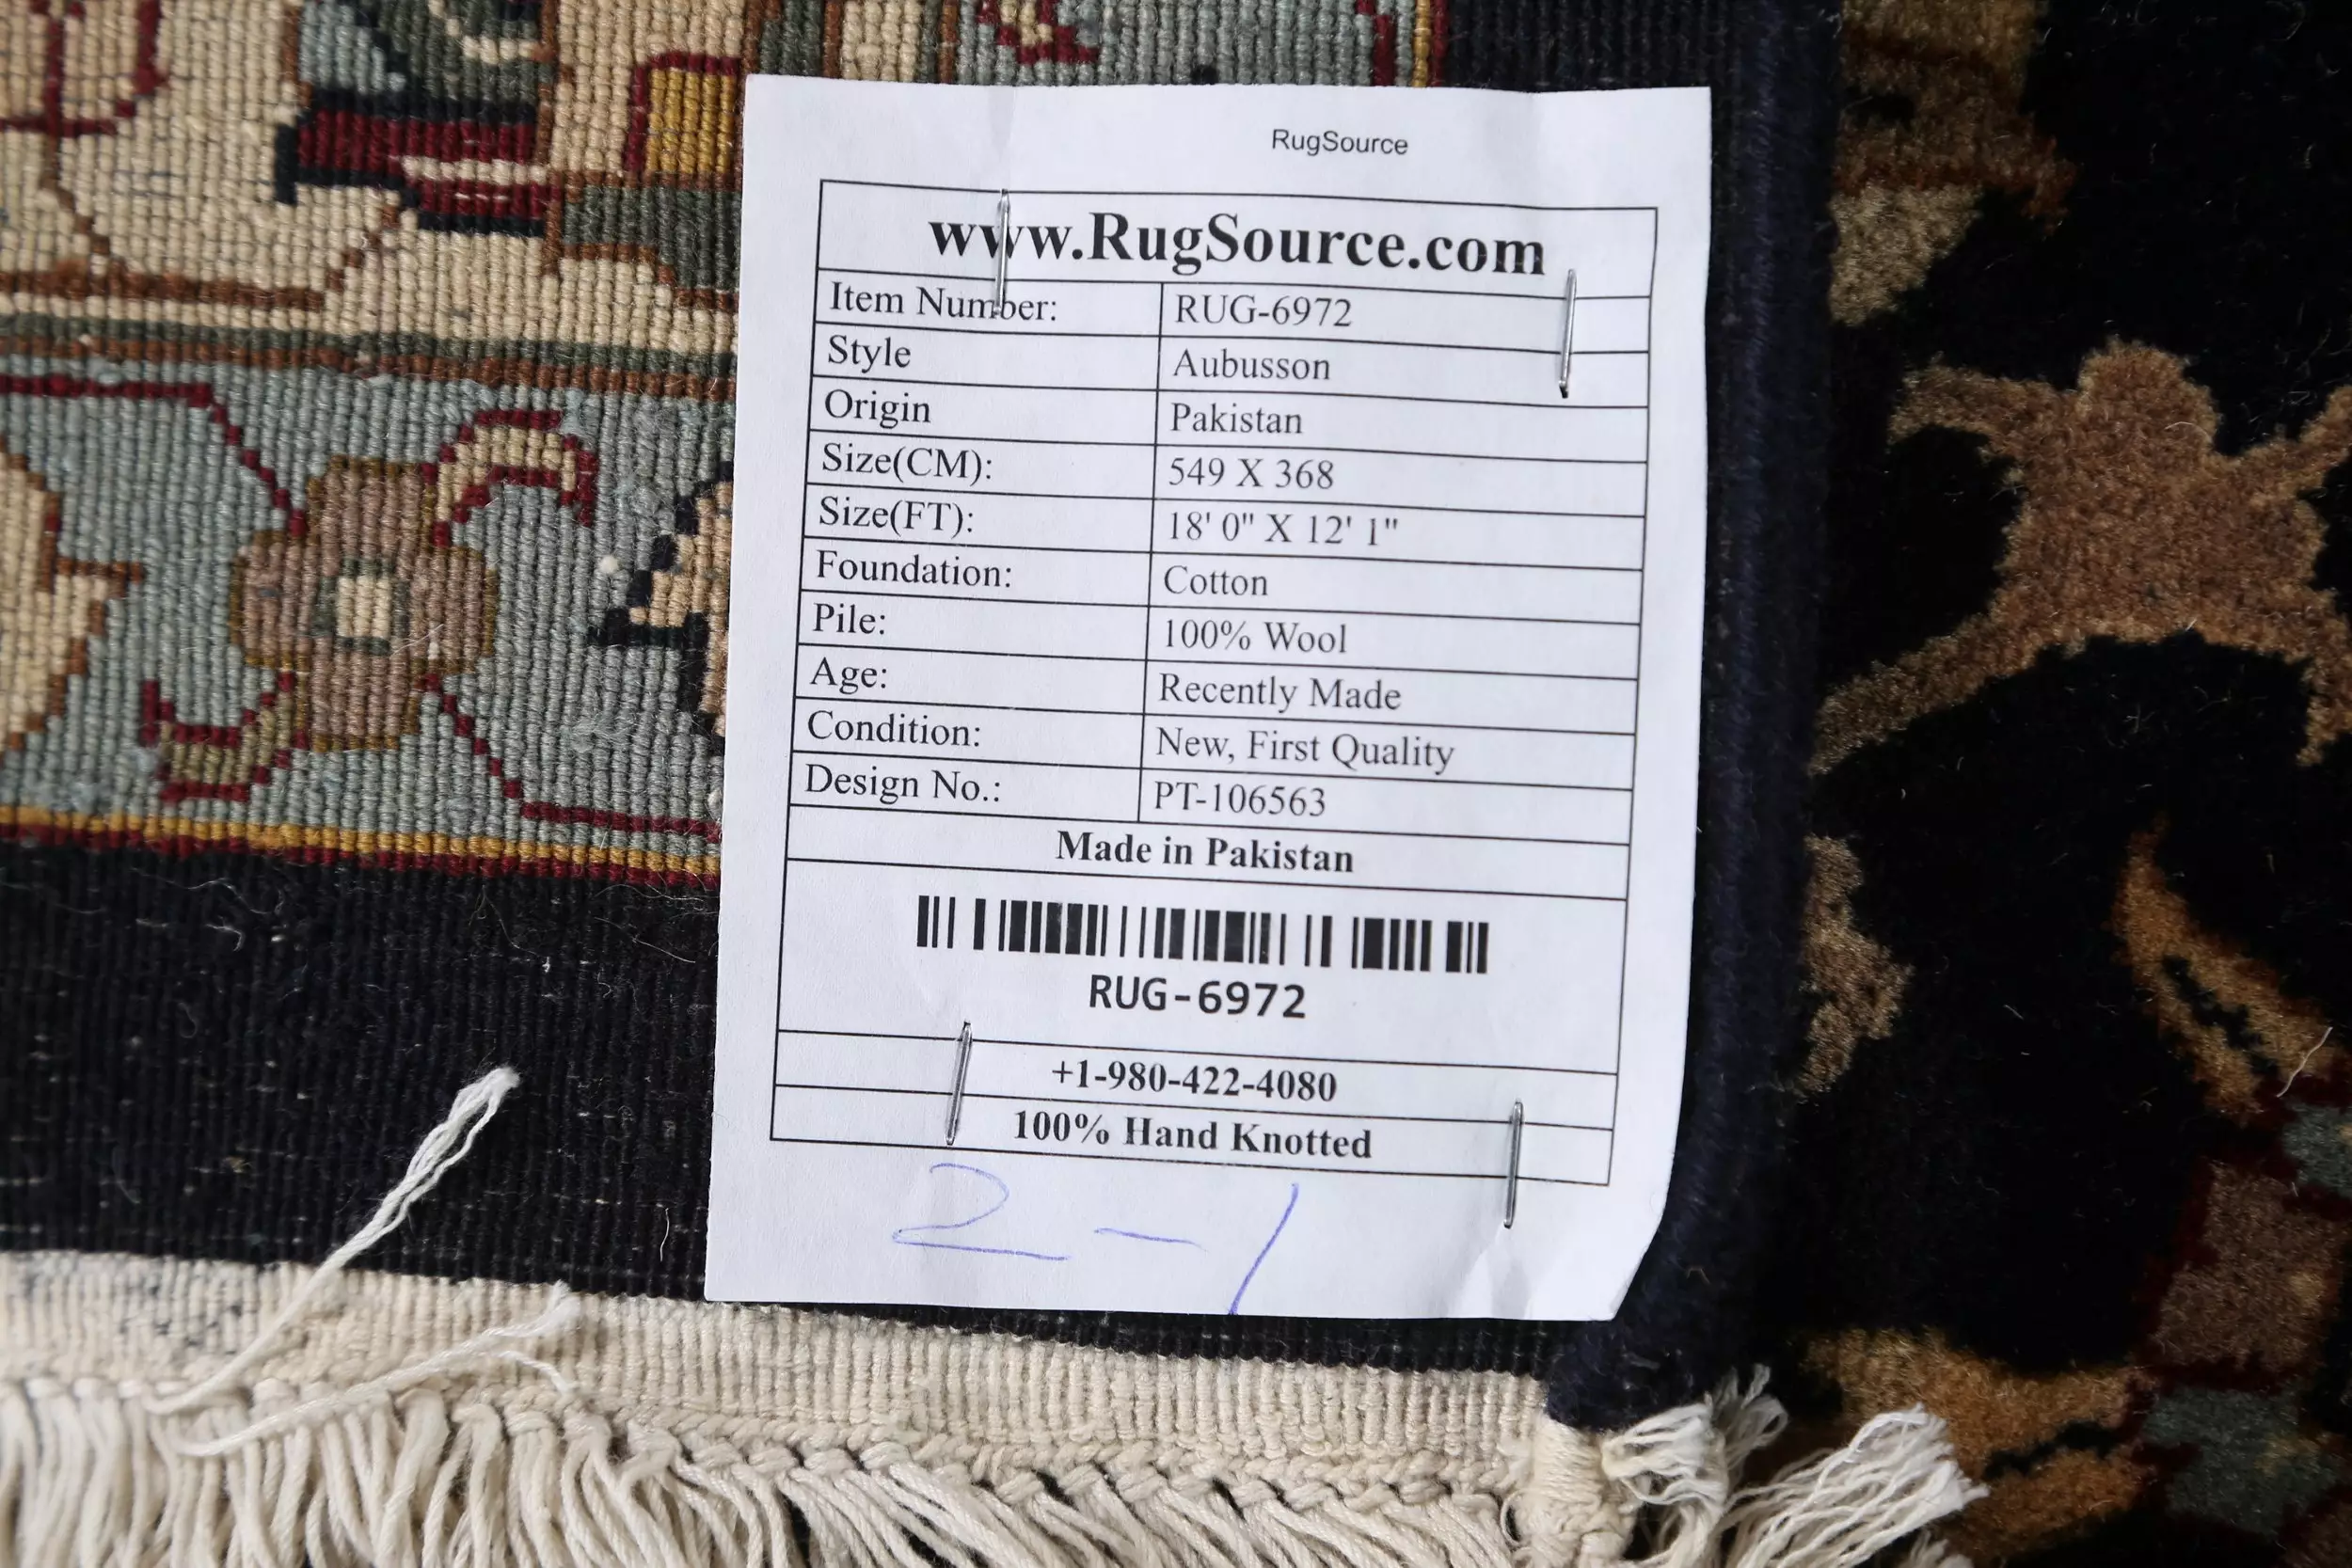 RugSource
www.RugSource.com
Item Number: RUG-6972
Style Aubusson
Origin Pakistan
Size(CM): 549 X 368
Size(FT): 18' 0" X 12' 1"
Foundation: Cotton
Pile: 100% Wool
Age: Recently Made
Condition: New, First Quality
Design No.: PT-106563
Made in Pakistan
RUG-6972
+1-980-422-4080
100% Hand Knotted
2-1